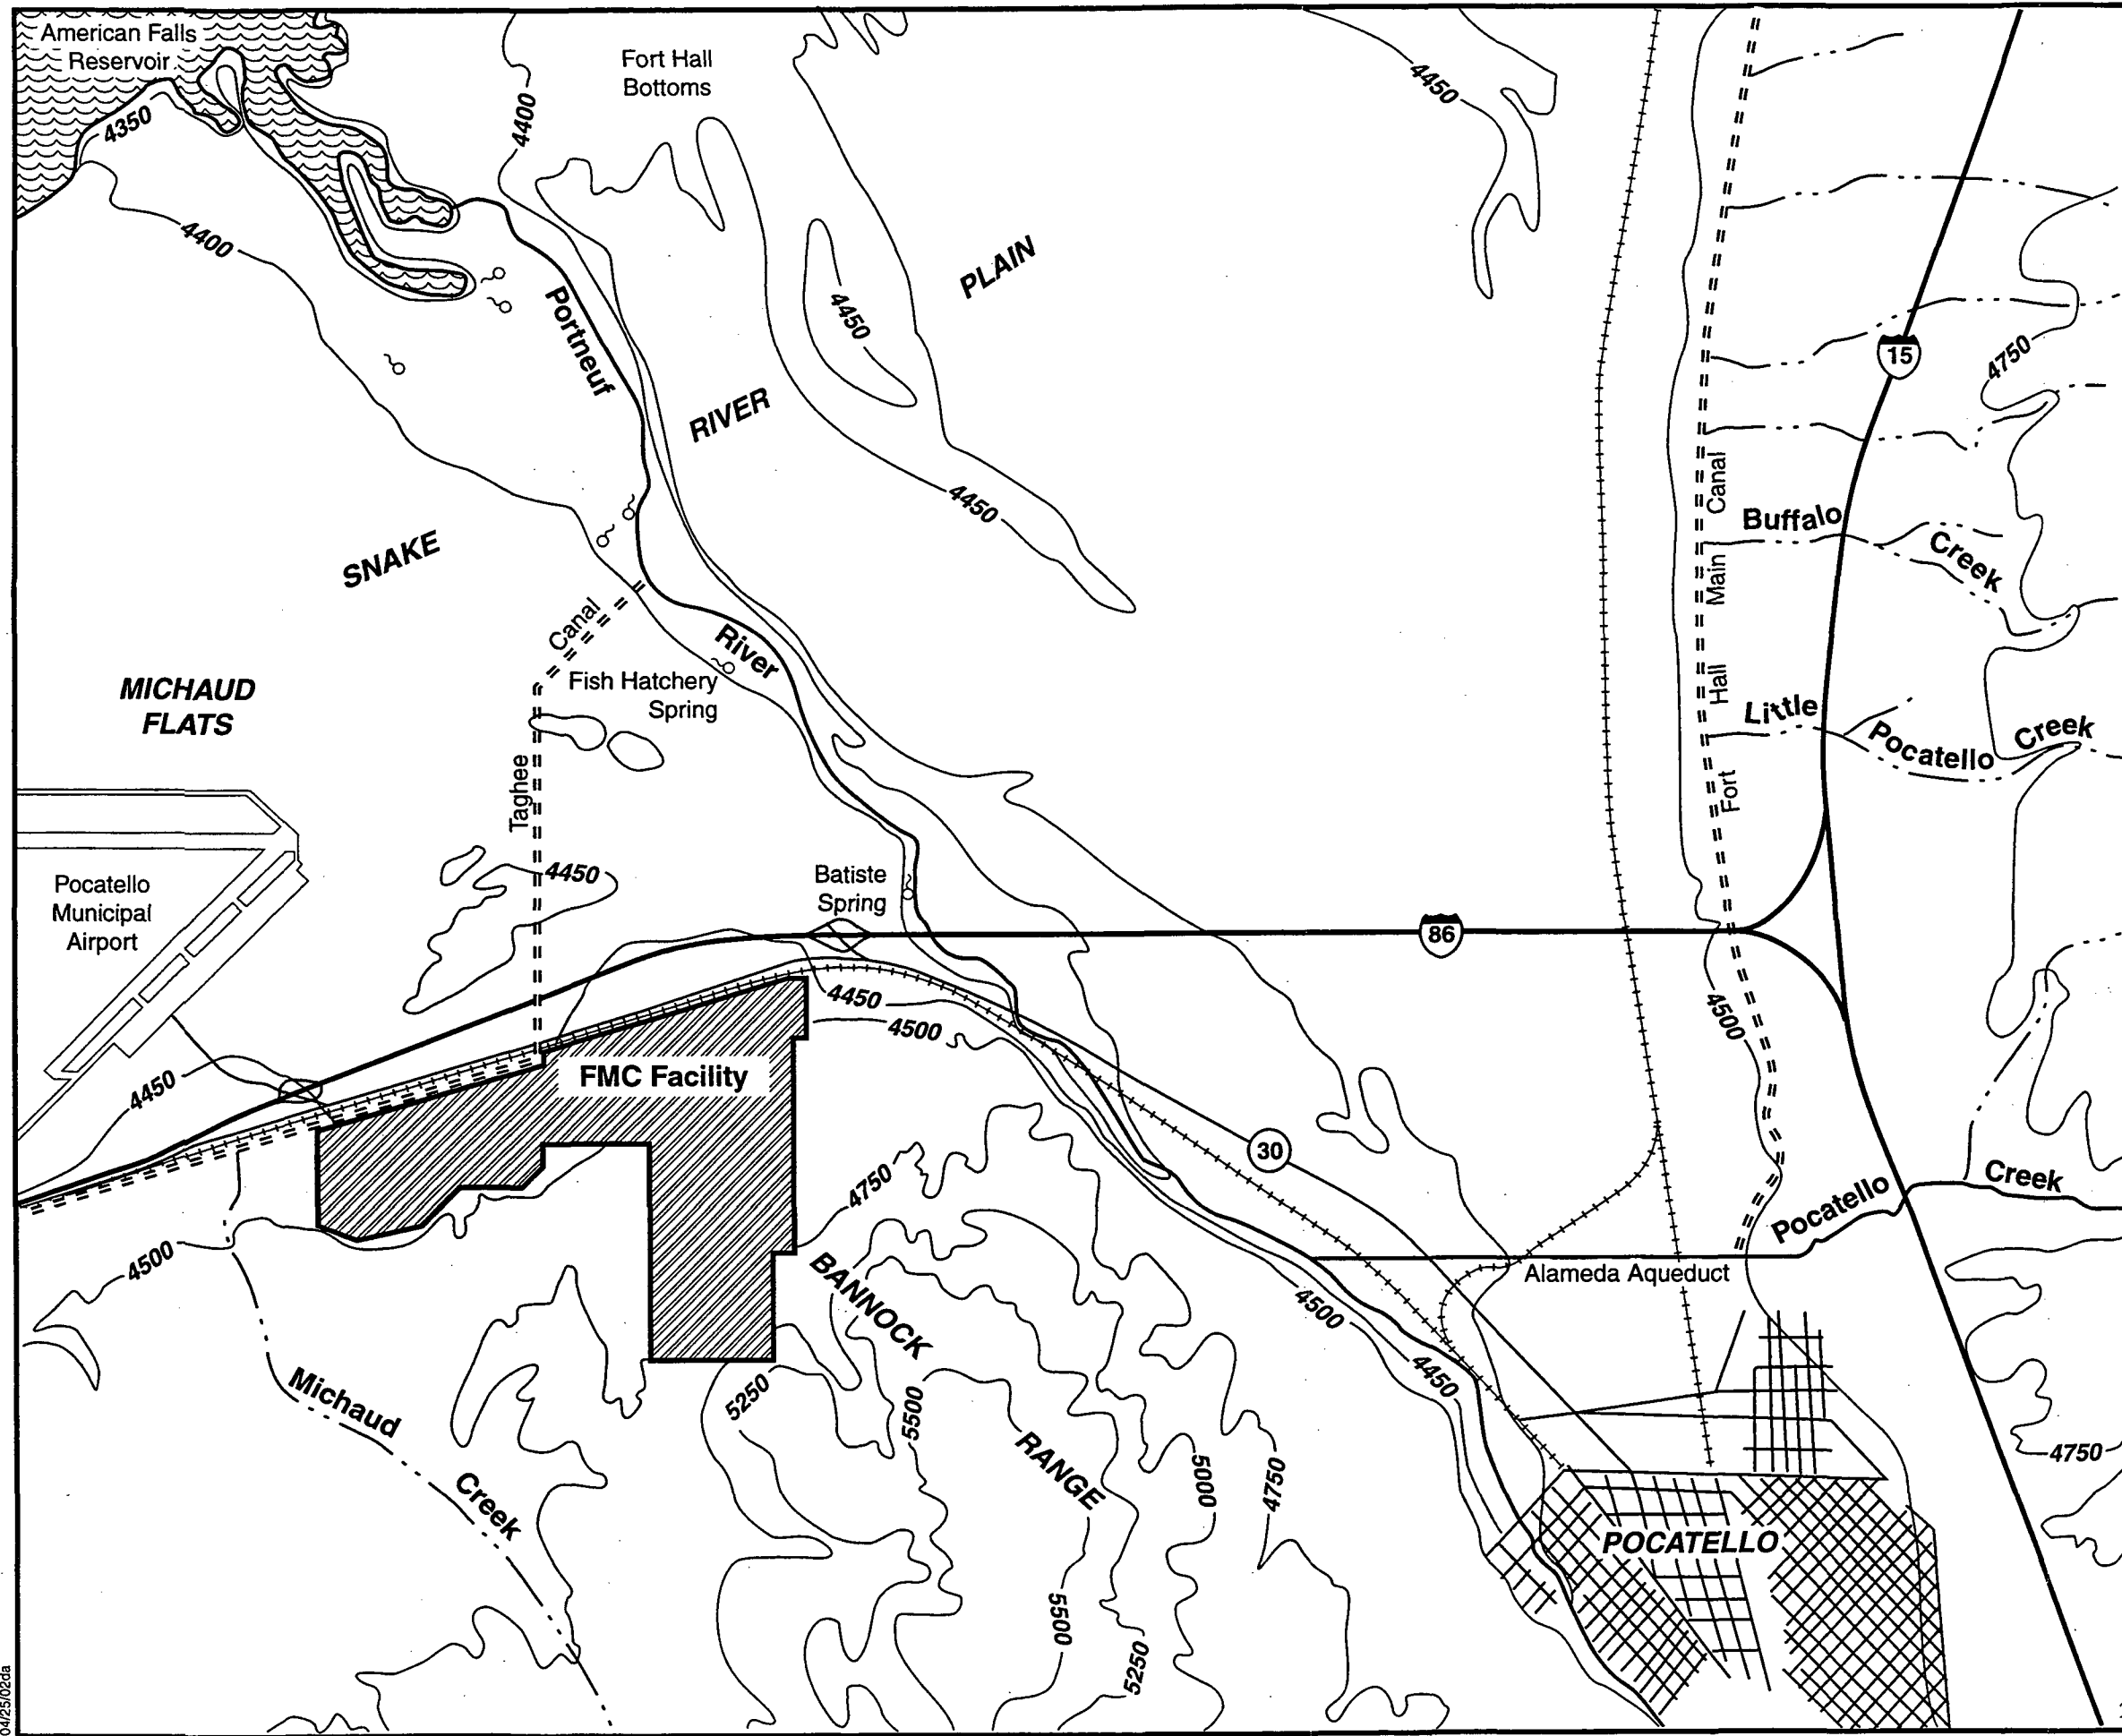 American Falls
Reservoir
Fort Hall
Bottoms
4350
4400
4450
4400
PLAIN
4450
Portneuf
15
4750
RIVER
4450
Fort Hall Main Canal
Buffalo
Creek
SNAKE
Canal
River
Fish Hatchery
Spring
MICHAUD
FLATS
Little
Pocatello
Creek
Taghee
Pocatello
Municipal
Airport
4450
Batiste
Spring
86
4450
4500
4500
FMC Facility
4450
30
4750
Pocatello
Creek
4500
BANNOCK
Alameda Aqueduct
4500
4450
Michaud
5250
5500
RANGE
4750
5000
4750
Creek
POCATELLO
5500
5250
04/25/02da